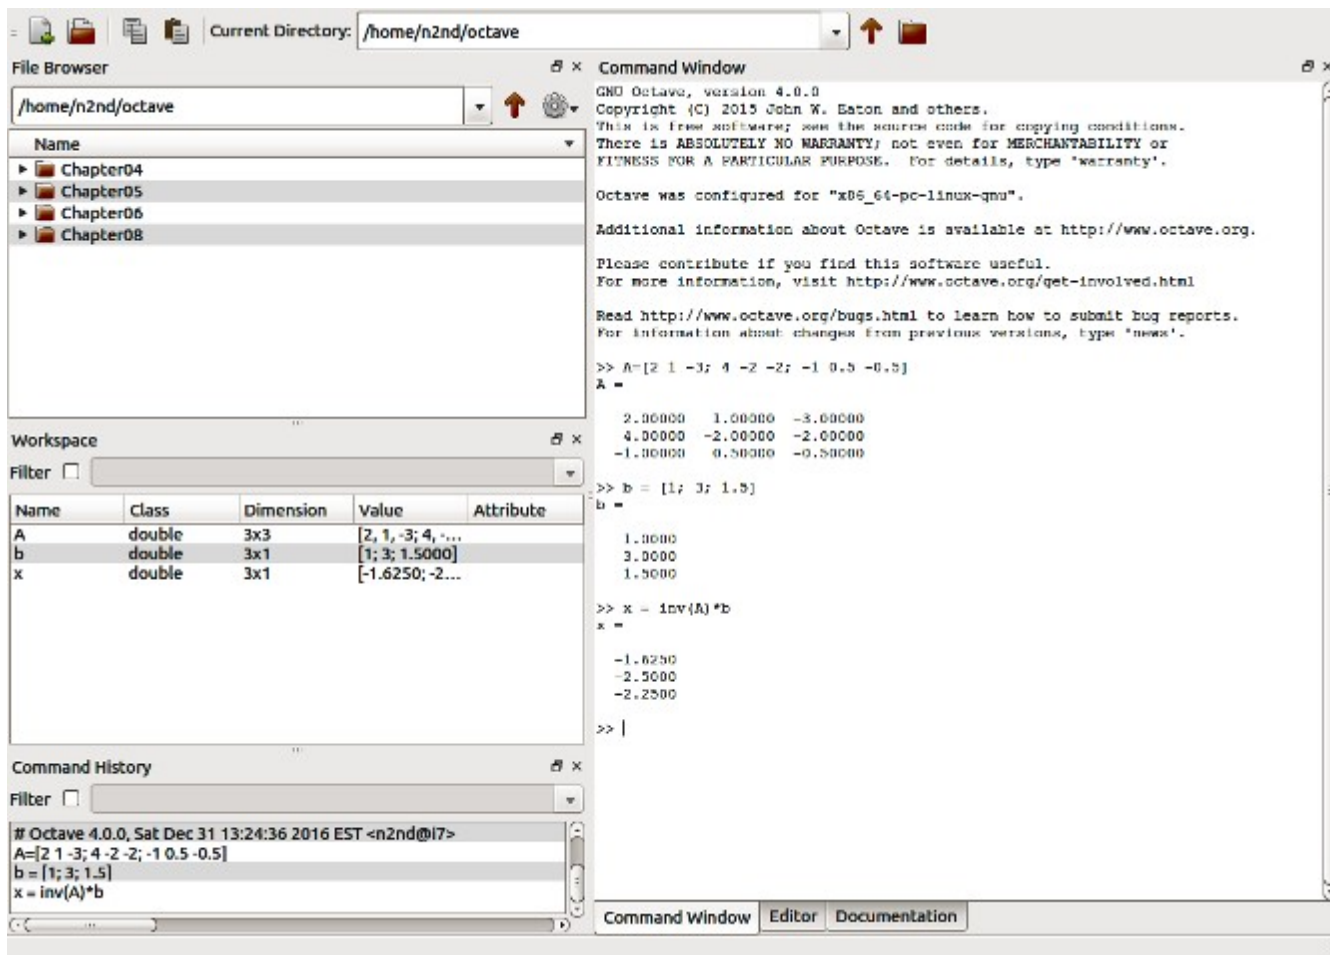 Current Directory: /home/n2nd/octave
File Browser
/home/n2nd/octave
Name
Chapter04
Chapter05
Chapter06
Chapter08
Workspace
Filter
Name Class Dimension Value Attribute
A double 3x3 [2, 1, -3; 4, -...
b double 3x1 [1; 3; 1.5000]
x double 3x1 [-1.6250; -2...
Command History
Filter
# Octave 4.0.0, Sat Dec 31 13:24:36 2016 EST <n2nd@i7>
A=[2 1 -3; 4 -2 -2; -1 0.5 -0.5]
b = [1; 3; 1.5]
x = inv(A)*b
Command Window
GNU Octave, version 4.0.0
Copyright (C) 2015 John W. Eaton and others.
This is free software; see the source code for copying conditions.
There is ABSOLUTELY NO WARRANTY; not even for MERCHANTABILITY or
FITNESS FOR A PARTICULAR PURPOSE. For details, type 'warranty'.
Octave was configured for "x86_64-pc-linux-gnu".
Additional information about Octave is available at http://www.octave.org.
Please contribute if you find this software useful.
For more information, visit http://www.octave.org/get-involved.html
Read http://www.octave.org/bugs.html to learn how to submit bug reports.
For information about changes from previous versions, type 'news'.
>> A=[2 1 -3; 4 -2 -2; -1 0.5 -0.5]
A =
2.00000 1.00000 -3.00000
4.00000 -2.00000 -2.00000
-1.00000 0.50000 -0.50000
>> b = [1; 3; 1.5]
b =
1.0000
3.0000
1.5000
>> x = inv(A)*b
x =
-1.6250
-2.5000
-2.2500
>>
Command Window Editor Documentation